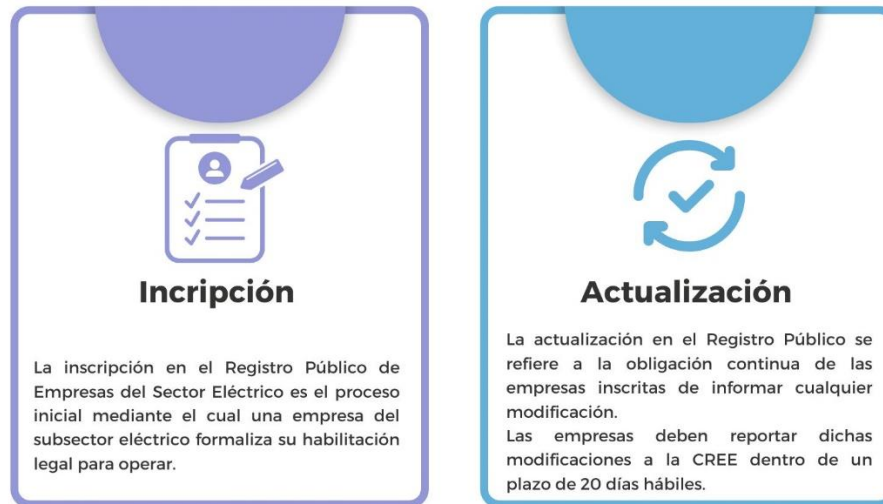 Incripción
La inscripción en el Registro Público de
Empresas del Sector Eléctrico es el proceso
inicial mediante el cual una empresa del
subsector eléctrico formaliza su habilitación
legal para operar.
Actualización
La actualización en el Registro Público se
refiere a la obligación continua de las
empresas inscritas de informar cualquier
modificación.
Las empresas deben reportar dichas
modificaciones a la CREE dentro de un
plazo de 20 días hábiles.